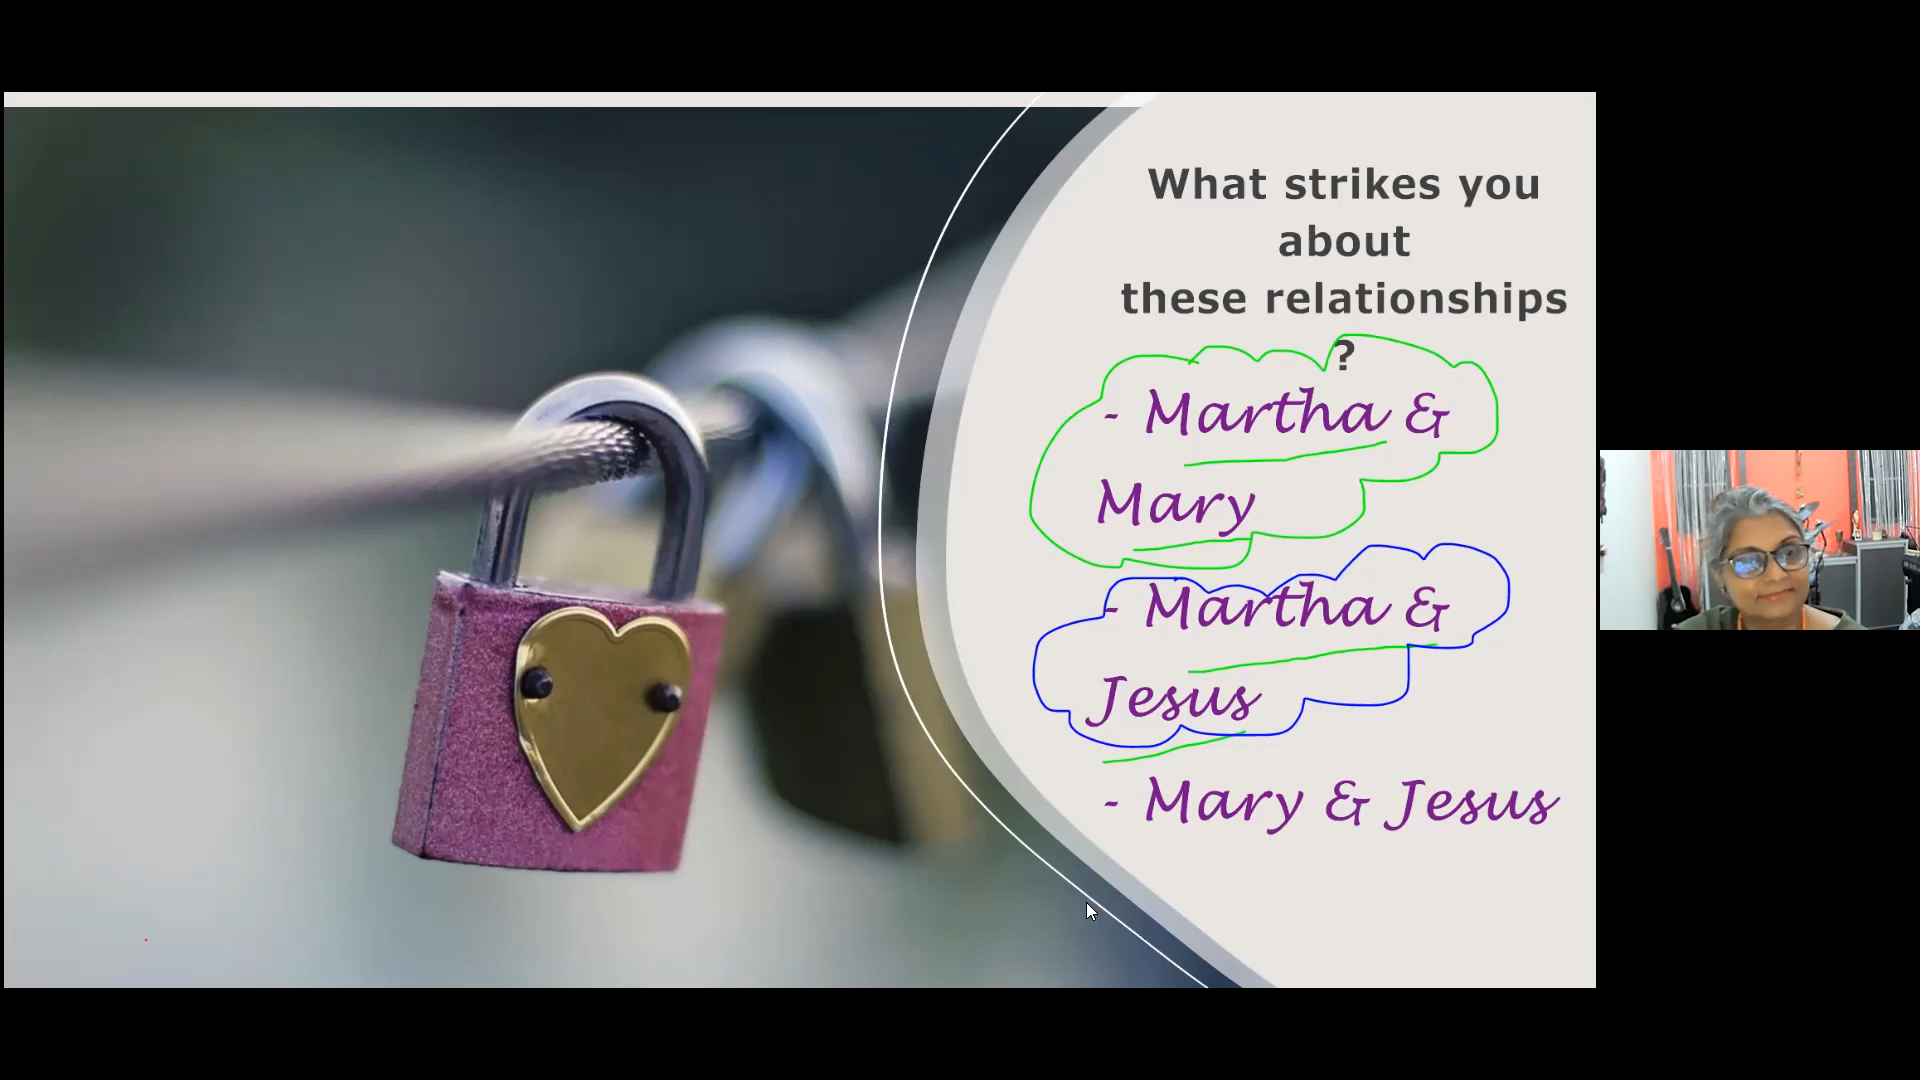 What strikes you
about
these relationships
?
- Martha &
Mary
- Martha &
Jesus
- Mary & Jesus